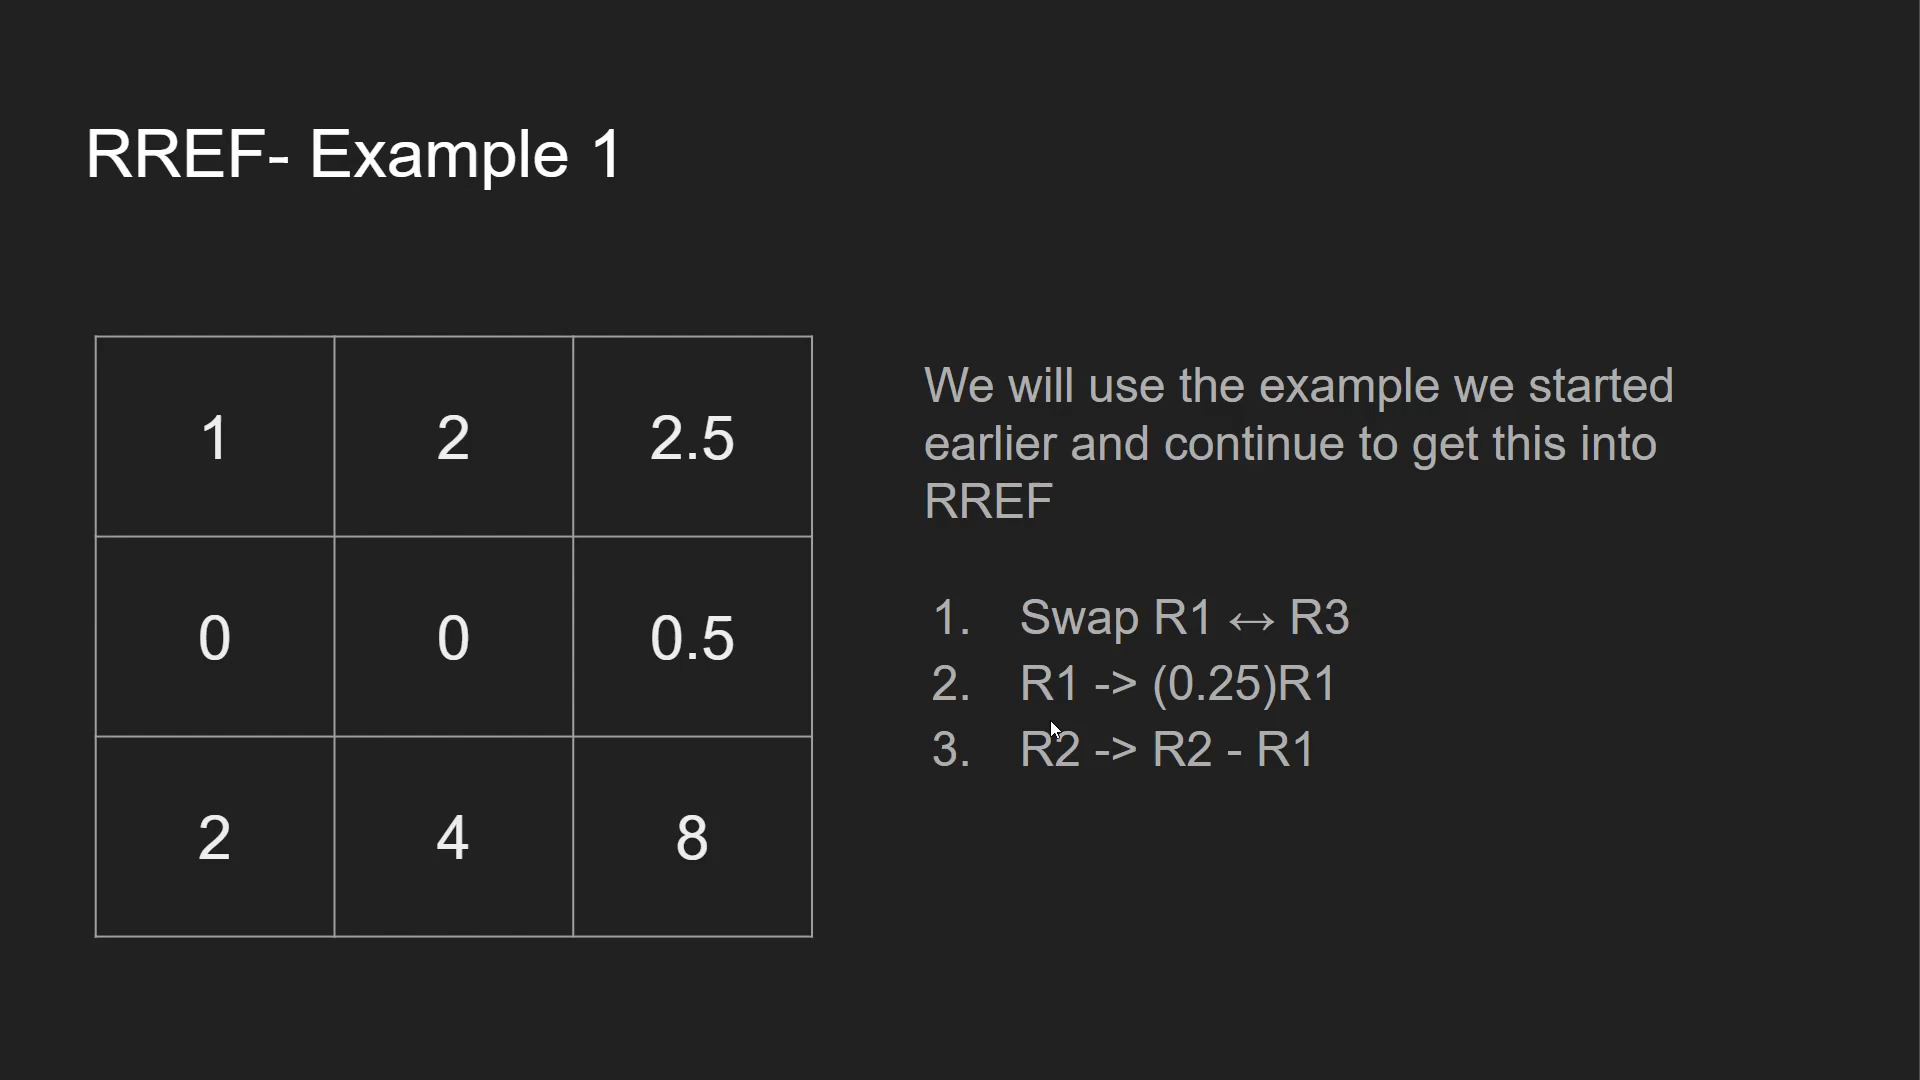 RREF- Example 1
1 2 2.5
0 0 0.5
2 4 8
We will use the example we started
earlier and continue to get this into
RREF
1. Swap R1 ↔ R3
2. R1 -> (0.25)R1
3. R2 -> R2 - R1